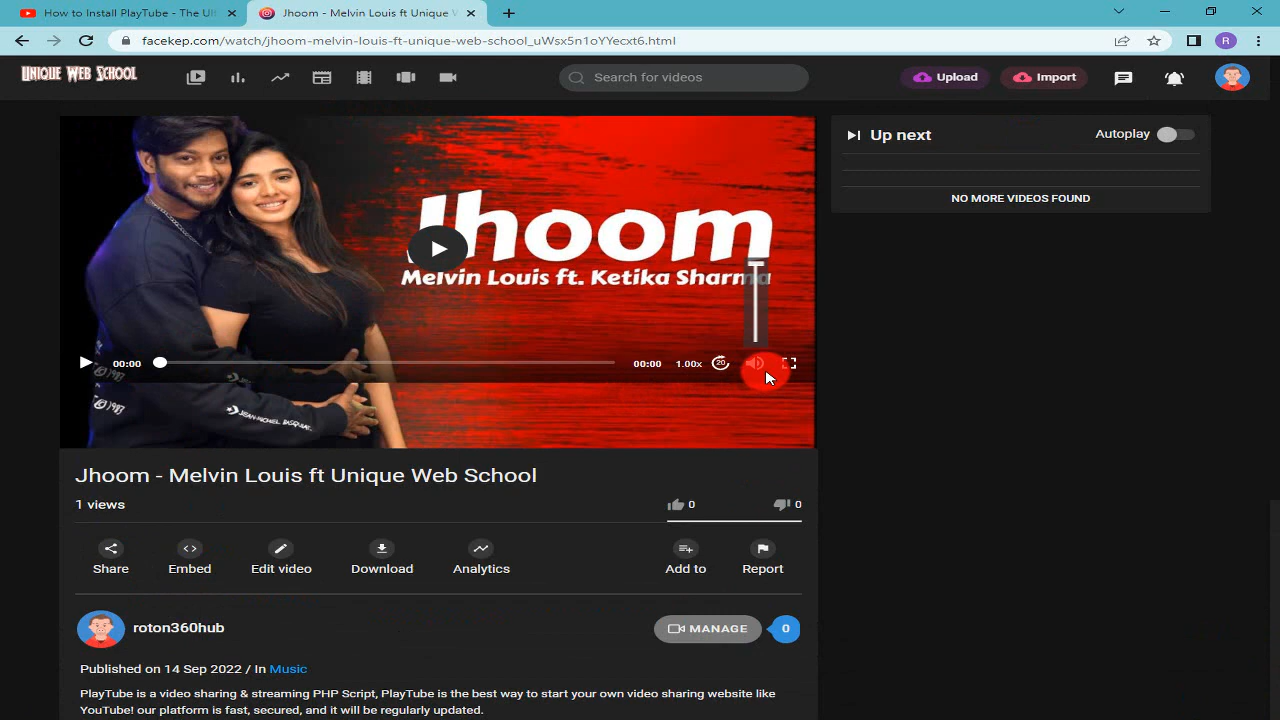 How to Install PlayTube - The Ult
Jhoom - Melvin Louis ft Unique W
facekep.com/watch/jhoom-melvin-louis-ft-unique-web-school_uWsx5n1oYYecxt6.html
R
Unique Web School
Search for videos
Upload
Import
Jhoom
Melvin Louis ft. Ketika Sharma
00:00
00:00
1.00x
20
Up next
Autoplay
NO MORE VIDEOS FOUND
Jhoom - Melvin Louis ft Unique Web School
1 views
0
0
Share
Embed
Edit video
Download
Analytics
Add to
Report
roton360hub
MANAGE
0
Published on 14 Sep 2022 / In Music
PlayTube is a video sharing & streaming PHP Script, PlayTube is the best way to start your own video sharing website like
YouTube! our platform is fast, secured, and it will be regularly updated.